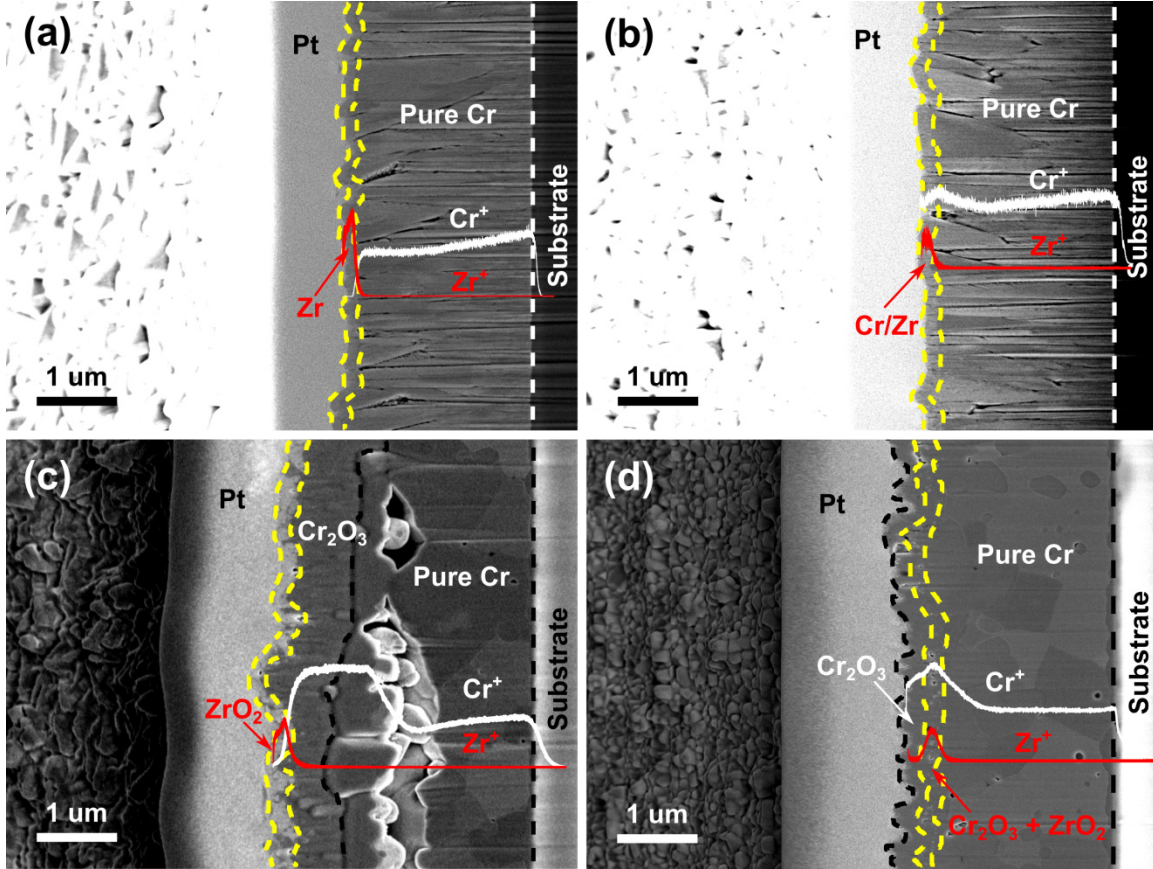 (a)
Pt
Pure Cr
Cr⁺
Zr⁺
Zr
Substrate
1 um
(b)
Pt
Pure Cr
Cr⁺
Zr⁺
Cr/Zr
Substrate
1 um
(c)
Pt
Cr₂O₃
Pure Cr
Cr⁺
ZrO₂
Zr⁺
Substrate
1 um
(d)
Pt
Pure Cr
Cr₂O₃
Cr⁺
Zr⁺
Cr₂O₃ + ZrO₂
Substrate
1 um